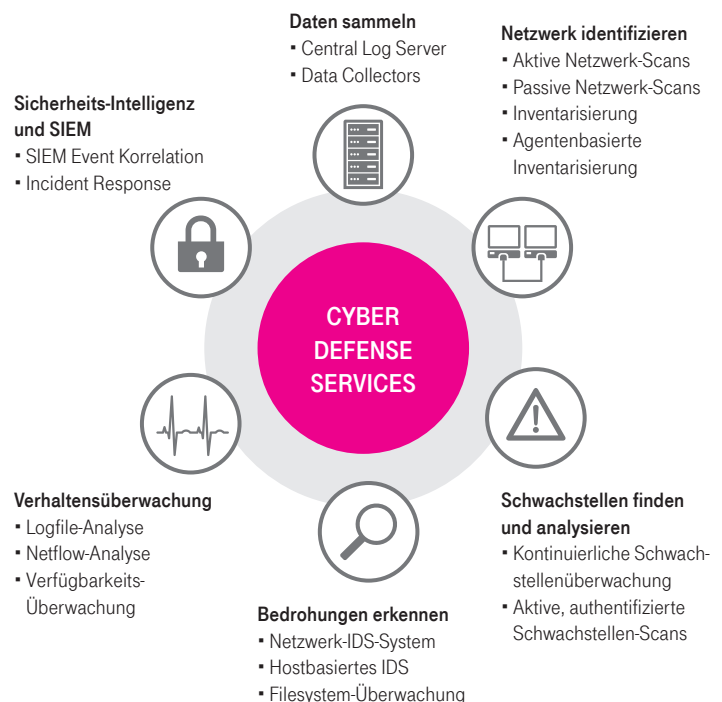 Daten sammeln
▪ Central Log Server
▪ Data Collectors
Netzwerk identifizieren
▪ Aktive Netzwerk-Scans
▪ Passive Netzwerk-Scans
▪ Inventarisierung
▪ Agentenbasierte
Inventarisierung
Sicherheits-Intelligenz
und SIEM
▪ SIEM Event Korrelation
▪ Incident Response
CYBER
DEFENSE
SERVICES
Verhaltensüberwachung
▪ Logfile-Analyse
▪ Netflow-Analyse
▪ Verfügbarkeits-
Überwachung
Bedrohungen erkennen
▪ Netzwerk-IDS-System
▪ Hostbasiertes IDS
▪ Filesystem-Überwachung
Schwachstellen finden
und analysieren
▪ Kontinuierliche Schwach-
stellenüberwachung
▪ Aktive, authentifizierte
Schwachstellen-Scans